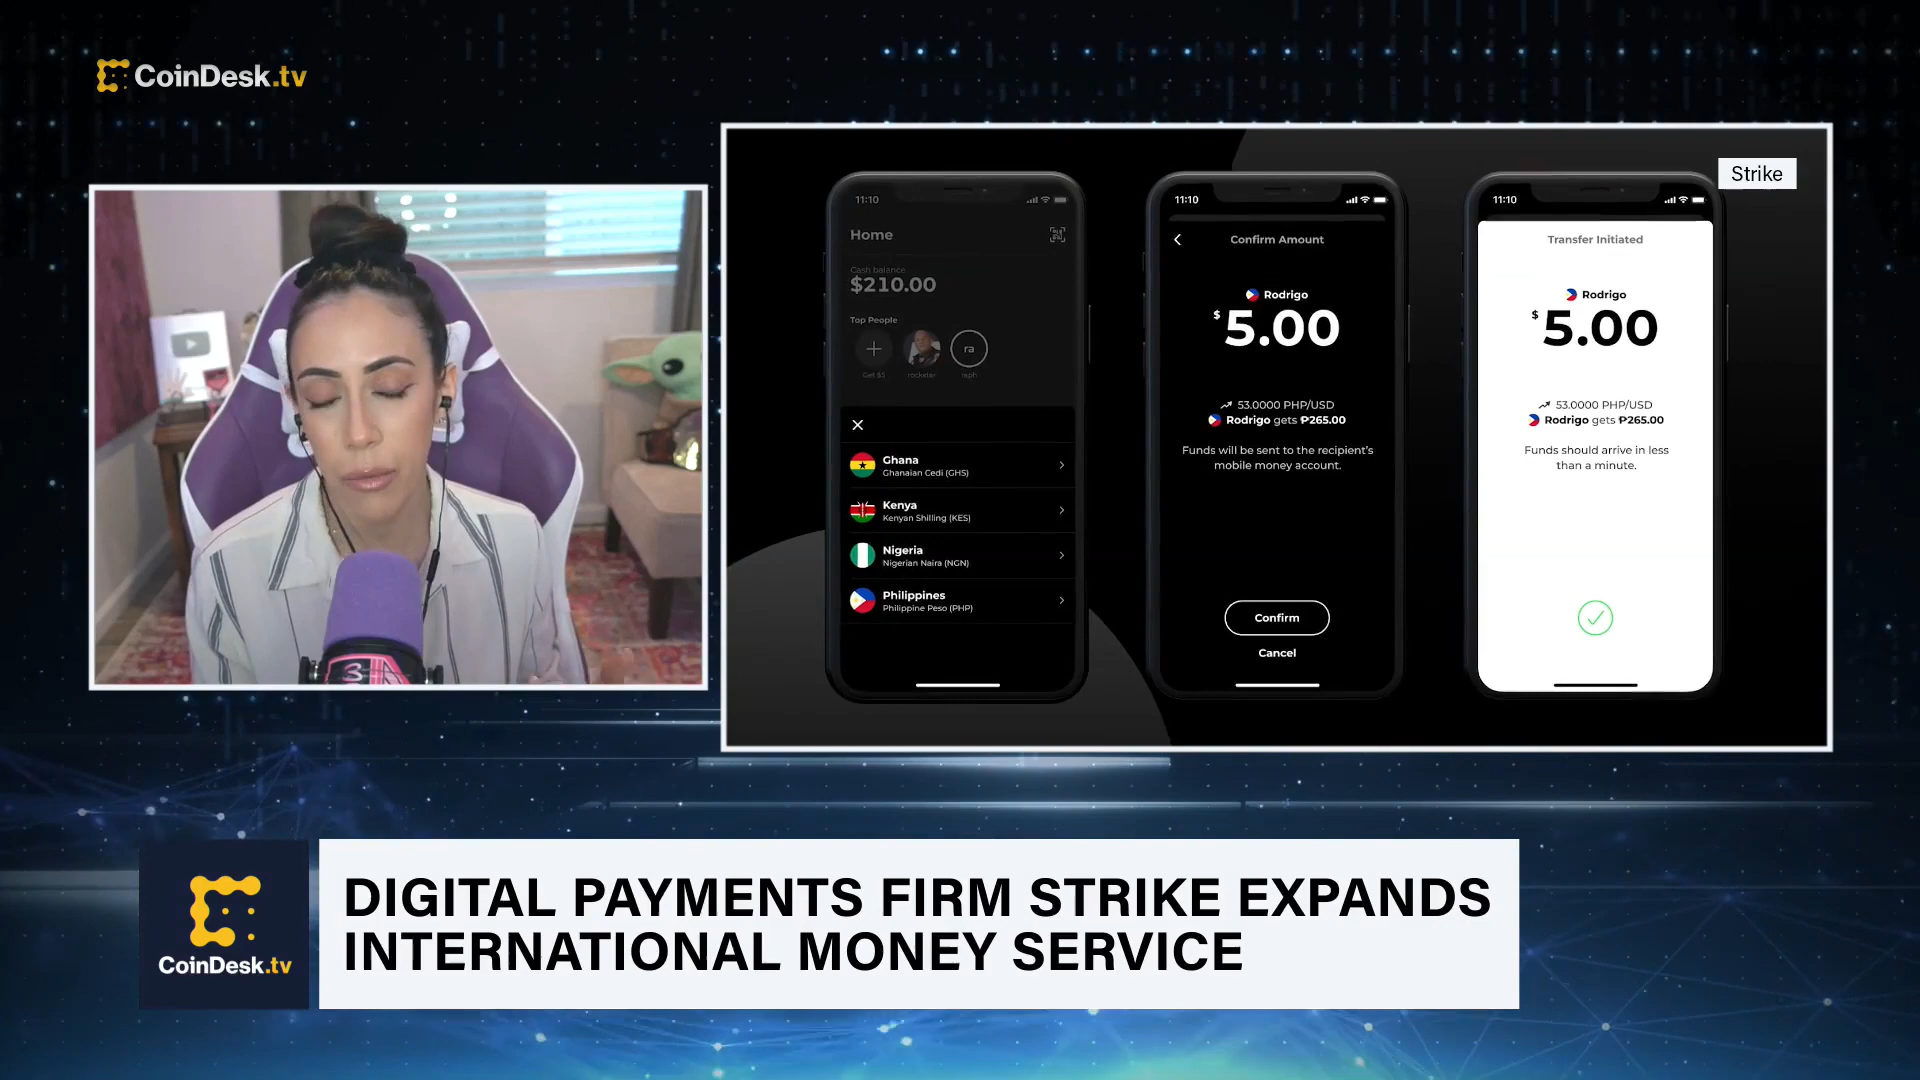 CoinDesk.tv
Strike
11:10
Home
Cash balance
$210.00
Top People
ra
Get $5
rockstar
raph
Ghana
Ghanaian Cedi (GHS)
Kenya
Kenyan Shilling (KES)
Nigeria
Nigerian Naira (NGN)
Philippines
Philippine Peso (PHP)
11:10
Confirm Amount
Rodrigo
$5.00
53.0000 PHP/USD
Rodrigo gets ₱265.00
Funds will be sent to the recipient's
mobile money account.
Confirm
Cancel
11:10
Transfer Initiated
Rodrigo
$5.00
53.0000 PHP/USD
Rodrigo gets ₱265.00
Funds should arrive in less
than a minute.
CoinDesk.tv
DIGITAL PAYMENTS FIRM STRIKE EXPANDS
INTERNATIONAL MONEY SERVICE